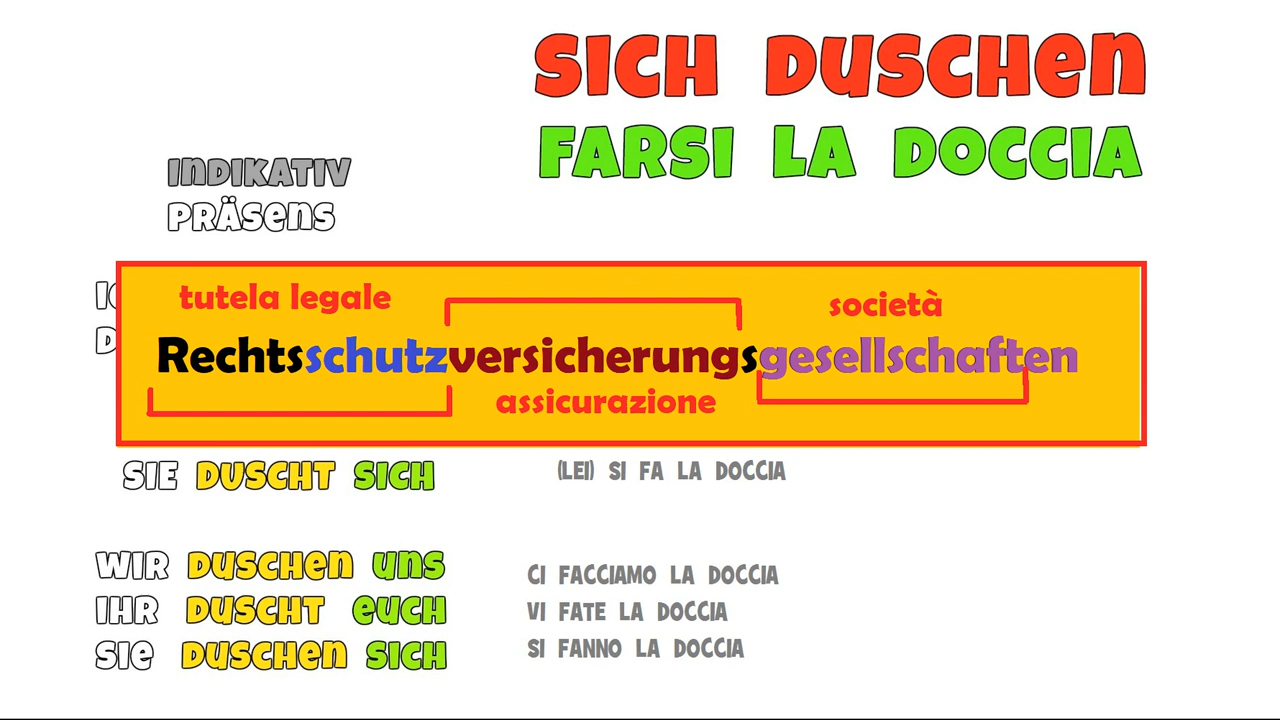 SICH DUSCHEN
FARSI LA DOCCIA
INDIKATIV
PRÄSENS
tutela legale
società
Rechtsschutzversicherungsgesellschaften
assicurazione
SIE DUSCHT SICH
(LEI) SI FA LA DOCCIA
WIR DUSCHEN UNS
CI FACCIAMO LA DOCCIA
IHR DUSCHT EUCH
VI FATE LA DOCCIA
SIE DUSCHEN SICH
SI FANNO LA DOCCIA